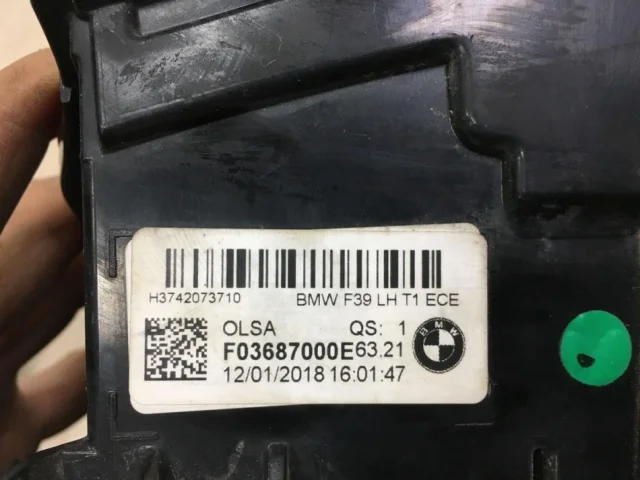 H3742073710 BMW F39 LH T1 ECE
OLSA QS: 1
F03687000E 63.21
12/01/2018 16:01:47
BMW